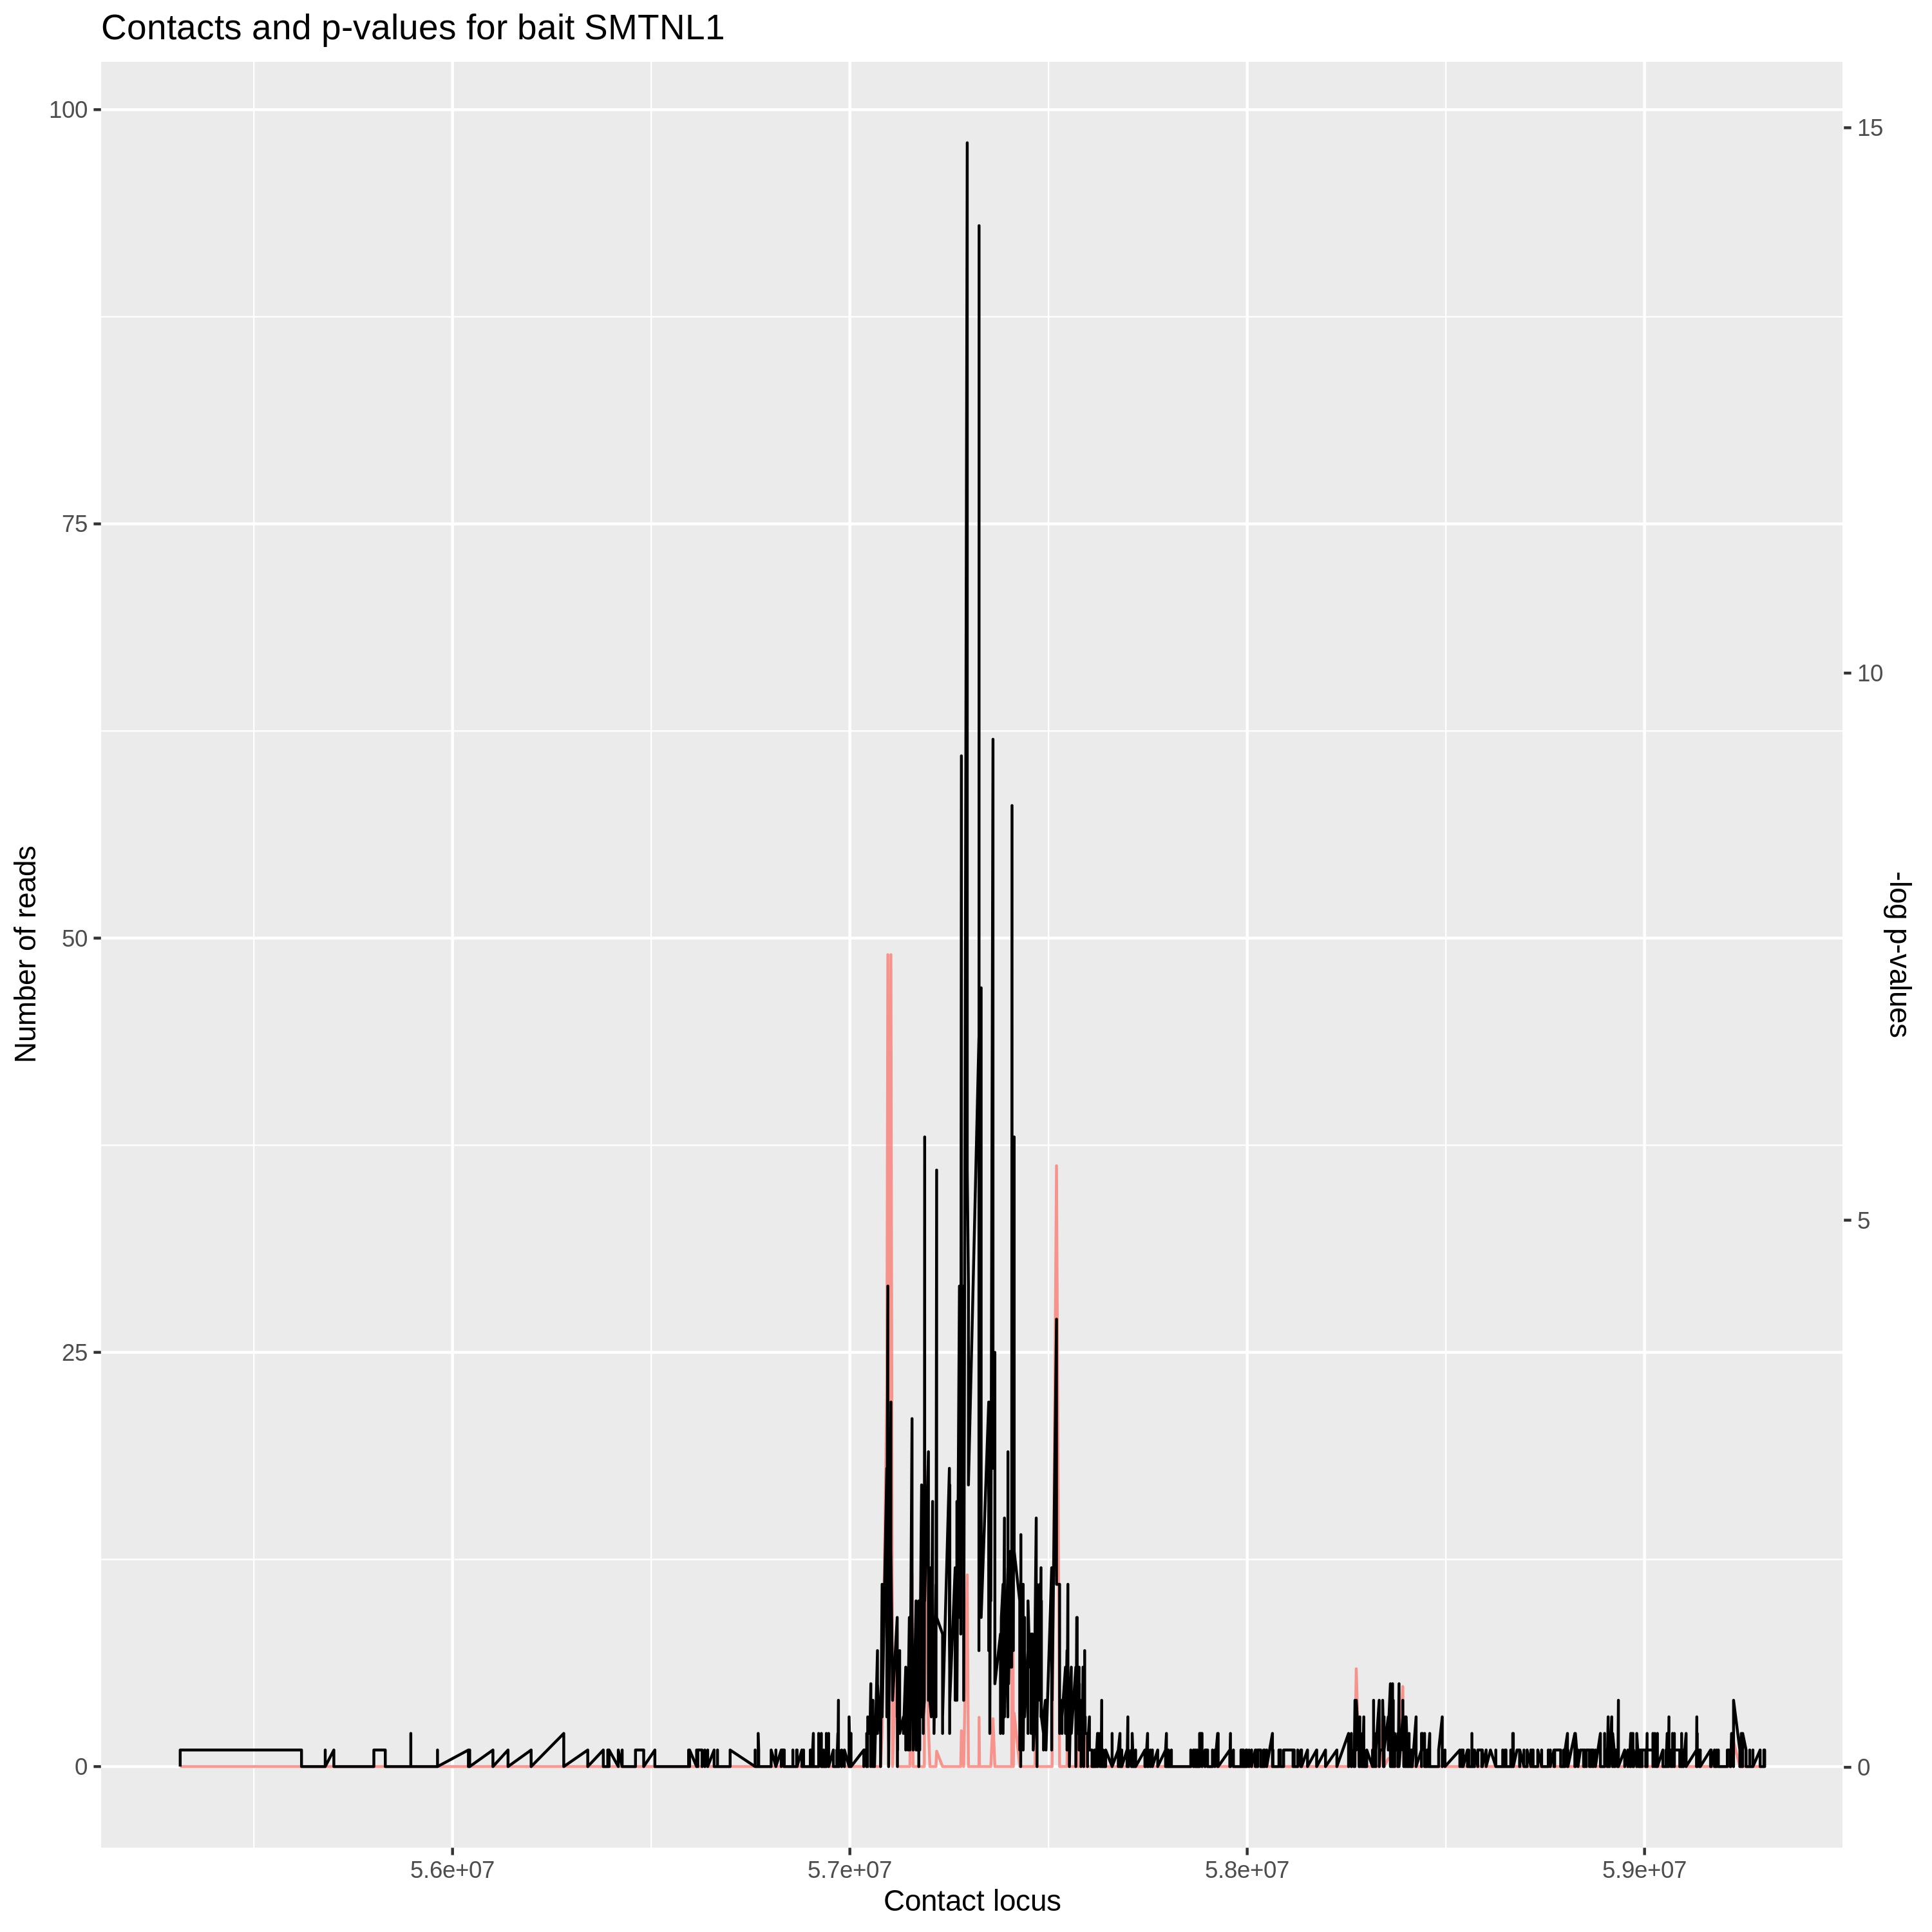 Contacts and p-values for bait SMTNL1
100
75
50
25
0
Number of reads
15
10
5
0
-log p-values
5.6e+07 5.7e+07 5.8e+07 5.9e+07
Contact locus